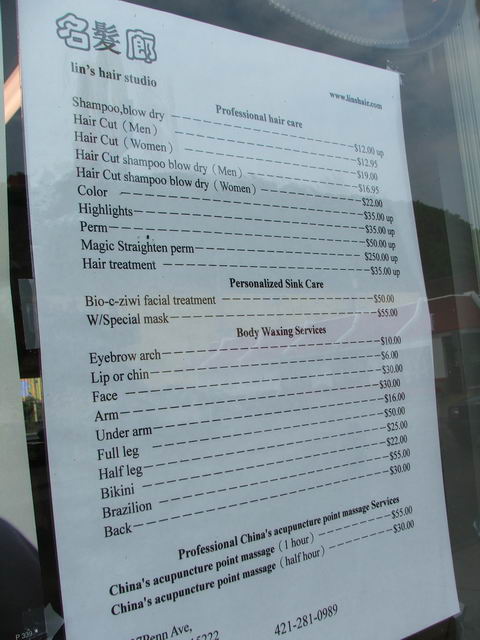 名髮廊
lin's hair studio
www.linshair.com
Professional hair care
Shampoo,blow dry $12.00 up
Hair Cut (Men) $12.95
Hair Cut (Women) $19.00
Hair Cut shampoo blow dry (Men) $16.95
Hair Cut shampoo blow dry (Women) $22.00
Color $35.00 up
Highlights $35.00 up
Perm $50.00 up
Magic Straighten perm $250.00 up
Hair treatment $35.00 up
Personalized Sink Care
Bio-c-ziwi facial treatment $50.00
W/Special mask $55.00
Body Waxing Services
Eyebrow arch $10.00
Lip or chin $6.00
Face $30.00
Arm $30.00
Under arm $16.00
Full leg $50.00
Half leg $25.00
Bikini $22.00
Brazilion $55.00
Back $30.00
Professional China's acupuncture point massage Services
China's acupuncture point massage (1 hour) $55.00
China's acupuncture point massage (half hour) $30.00
Penn Ave,
15222 421-281-0989